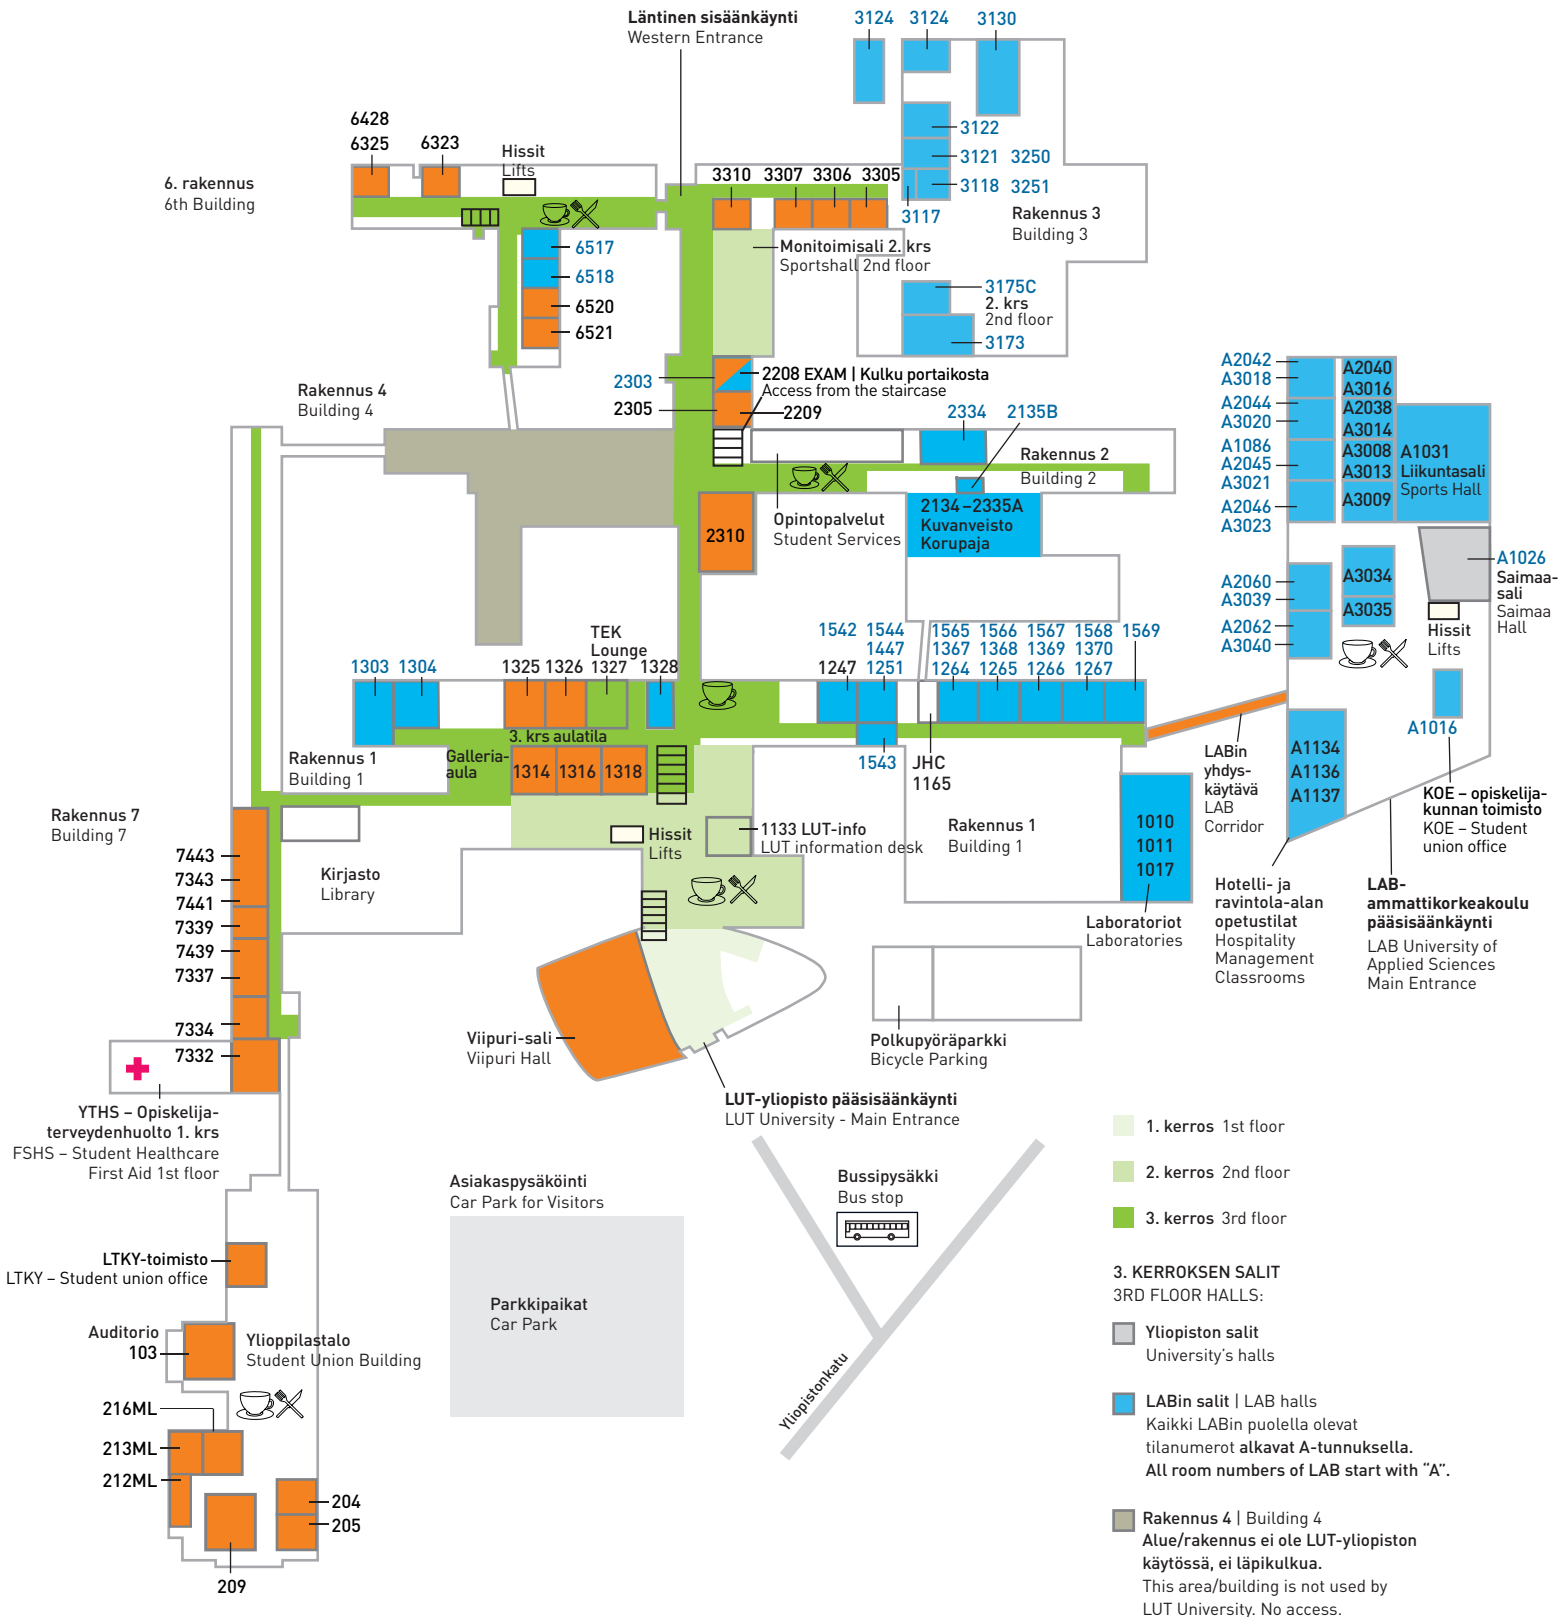 Läntinen sisäänkäynti
Western Entrance
3124
3124
3130
6428
6325
6323
Hissit
Lifts
6. rakennus
6th Building
3310
3307
3306
3305
3122
3121
3250
3118
3251
3117
Rakennus 3
Building 3
6517
6518
6520
6521
Monitoimisali 2. krs
Sportshall 2nd floor
3175C
2. krs
2nd floor
3173
Rakennus 4
Building 4
2303
2305
2208 EXAM | Kulku portaikosta
Access from the staircase
2209
2334
2135B
Rakennus 2
Building 2
A2042
A3018
A2044
A3020
A1086
A2045
A3021
A2046
A3023
A2040
A3016
A2038
A3014
A3008
A3013
A3009
A1031
Liikuntasali
Sports Hall
2310
Opintopalvelut
Student Services
2134–2335A
Kuvanveisto
Korupaja
A2060
A3039
A2062
A3040
A3034
A3035
A1026
Saimaa-
sali
Saimaa
Hall
Hissit
Lifts
TEK
Lounge
1303
1304
1325
1326
1327
1328
1542
1247
1544
1447
1251
1565
1367
1264
1566
1368
1265
1567
1369
1266
1568
1370
1267
1569
A1016
3. krs aulatila
Rakennus 1
Building 1
Galleria-
aula
1314
1316
1318
1543
JHC
1165
LABin
yhdys-
käytävä
LAB
Corridor
A1134
A1136
A1137
KOE – opiskelija-
kunnan toimisto
KOE – Student
union office
Rakennus 7
Building 7
7443
7343
7441
7339
7439
7337
7334
7332
Kirjasto
Library
Hissit
Lifts
1133 LUT-info
LUT information desk
Rakennus 1
Building 1
1010
1011
1017
Laboratoriot
Laboratories
Hotelli- ja
ravintola-alan
opetustilat
Hospitality
Management
Classrooms
LAB-
ammattikorkeakoulu
pääsisäänkäynti
LAB University of
Applied Sciences
Main Entrance
Viipuri-sali
Viipuri Hall
Polkupyöräparkki
Bicycle Parking
YTHS – Opiskelija-
terveydenhuolto 1. krs
FSHS – Student Healthcare
First Aid 1st floor
LUT-yliopisto pääsisäänkäynti
LUT University - Main Entrance
Asiakaspysäköinti
Car Park for Visitors
Parkkipaikat
Car Park
Bussipysäkki
Bus stop
Yliopistonkatu
LTKY-toimisto
LTKY – Student union office
Auditorio
103
Ylioppilastalo
Student Union Building
216ML
213ML
212ML
204
205
209
1. kerros 1st floor
2. kerros 2nd floor
3. kerros 3rd floor
3. KERROKSEN SALIT
3RD FLOOR HALLS:
Yliopiston salit
University's halls
LABin salit | LAB halls
Kaikki LABin puolella olevat
tilanumerot alkavat A-tunnuksella.
All room numbers of LAB start with “A”.
Rakennus 4 | Building 4
Alue/rakennus ei ole LUT-yliopiston
käytössä, ei läpikulkua.
This area/building is not used by
LUT University. No access.